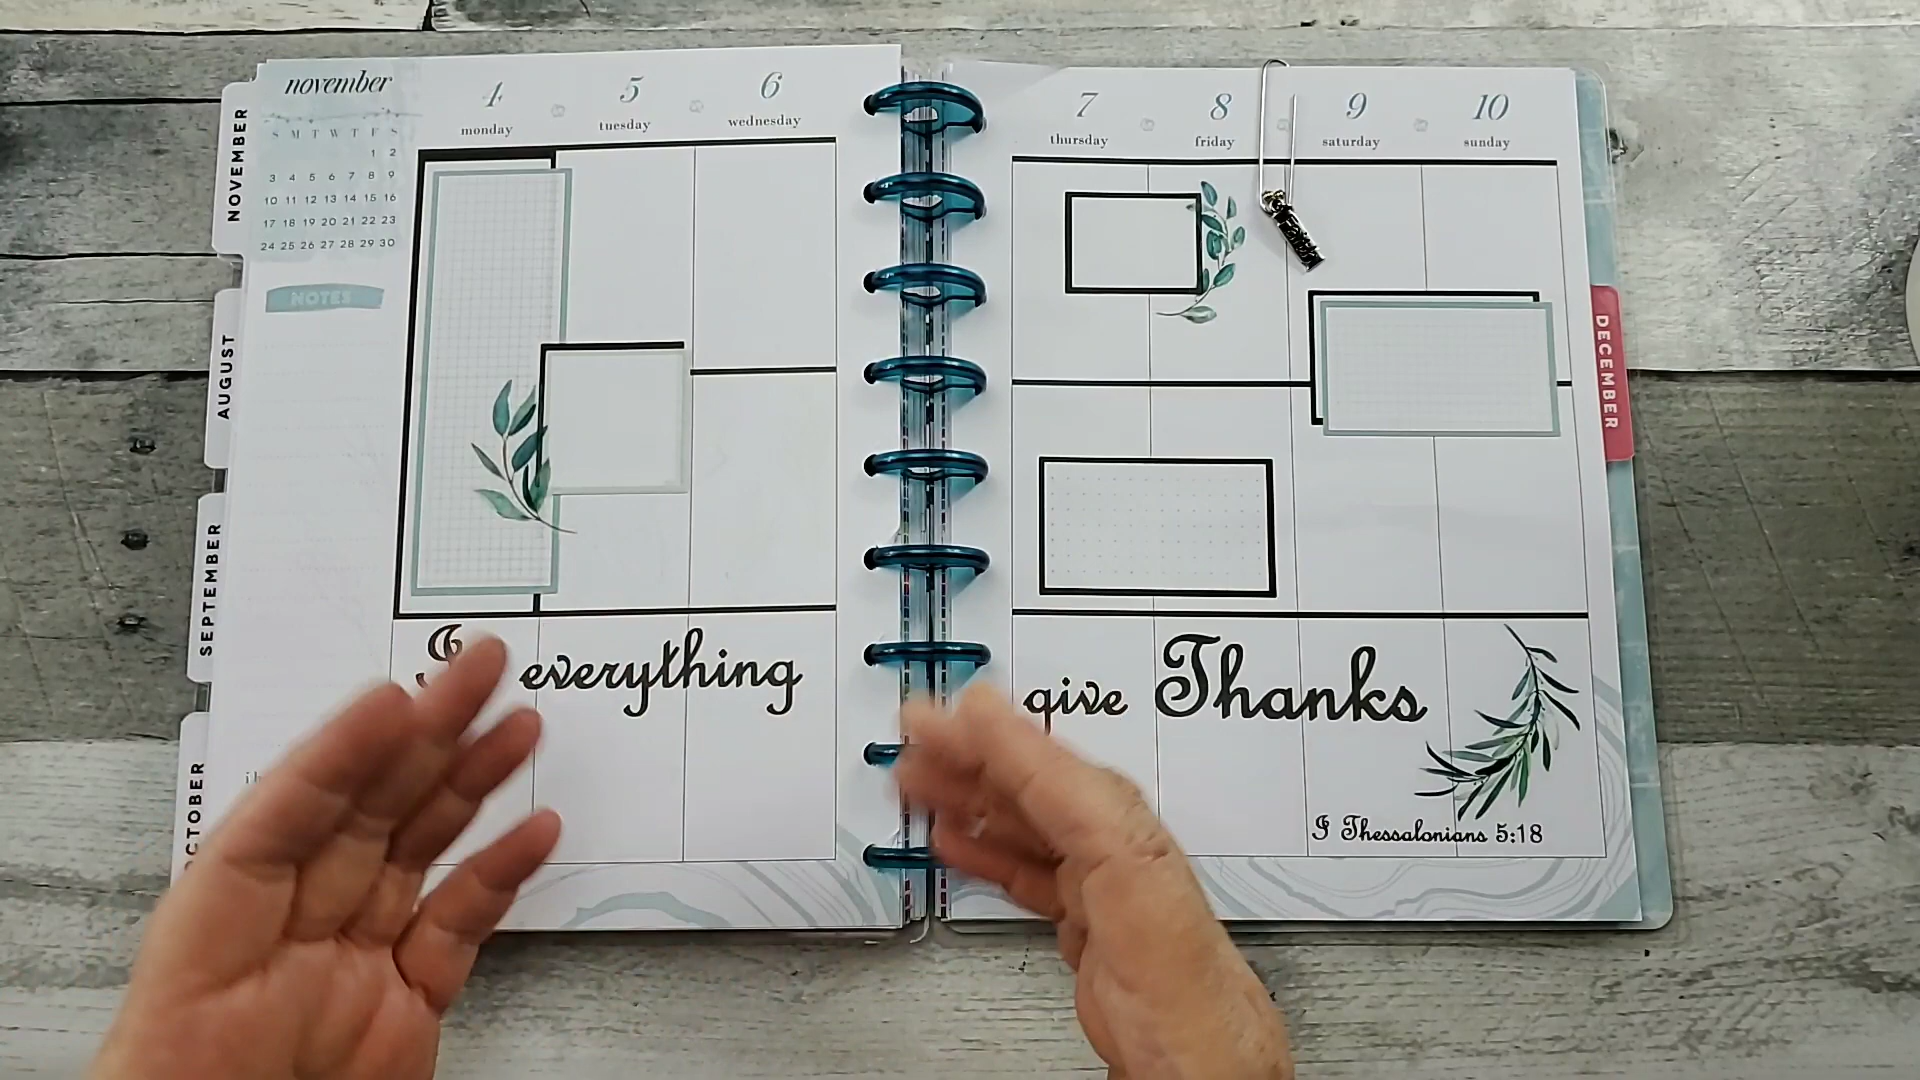 november
S M T W T F S
1 2
3 4 5 6 7 8 9
10 11 12 13 14 15 16
17 18 19 20 21 22 23
24 25 26 27 28 29 30
NOTES
4
monday
5
tuesday
6
wednesday
7
thursday
8
friday
9
saturday
10
sunday
everything
give Thanks
I Thessalonians 5:18
NOVEMBER
AUGUST
SEPTEMBER
OCTOBER
DECEMBER